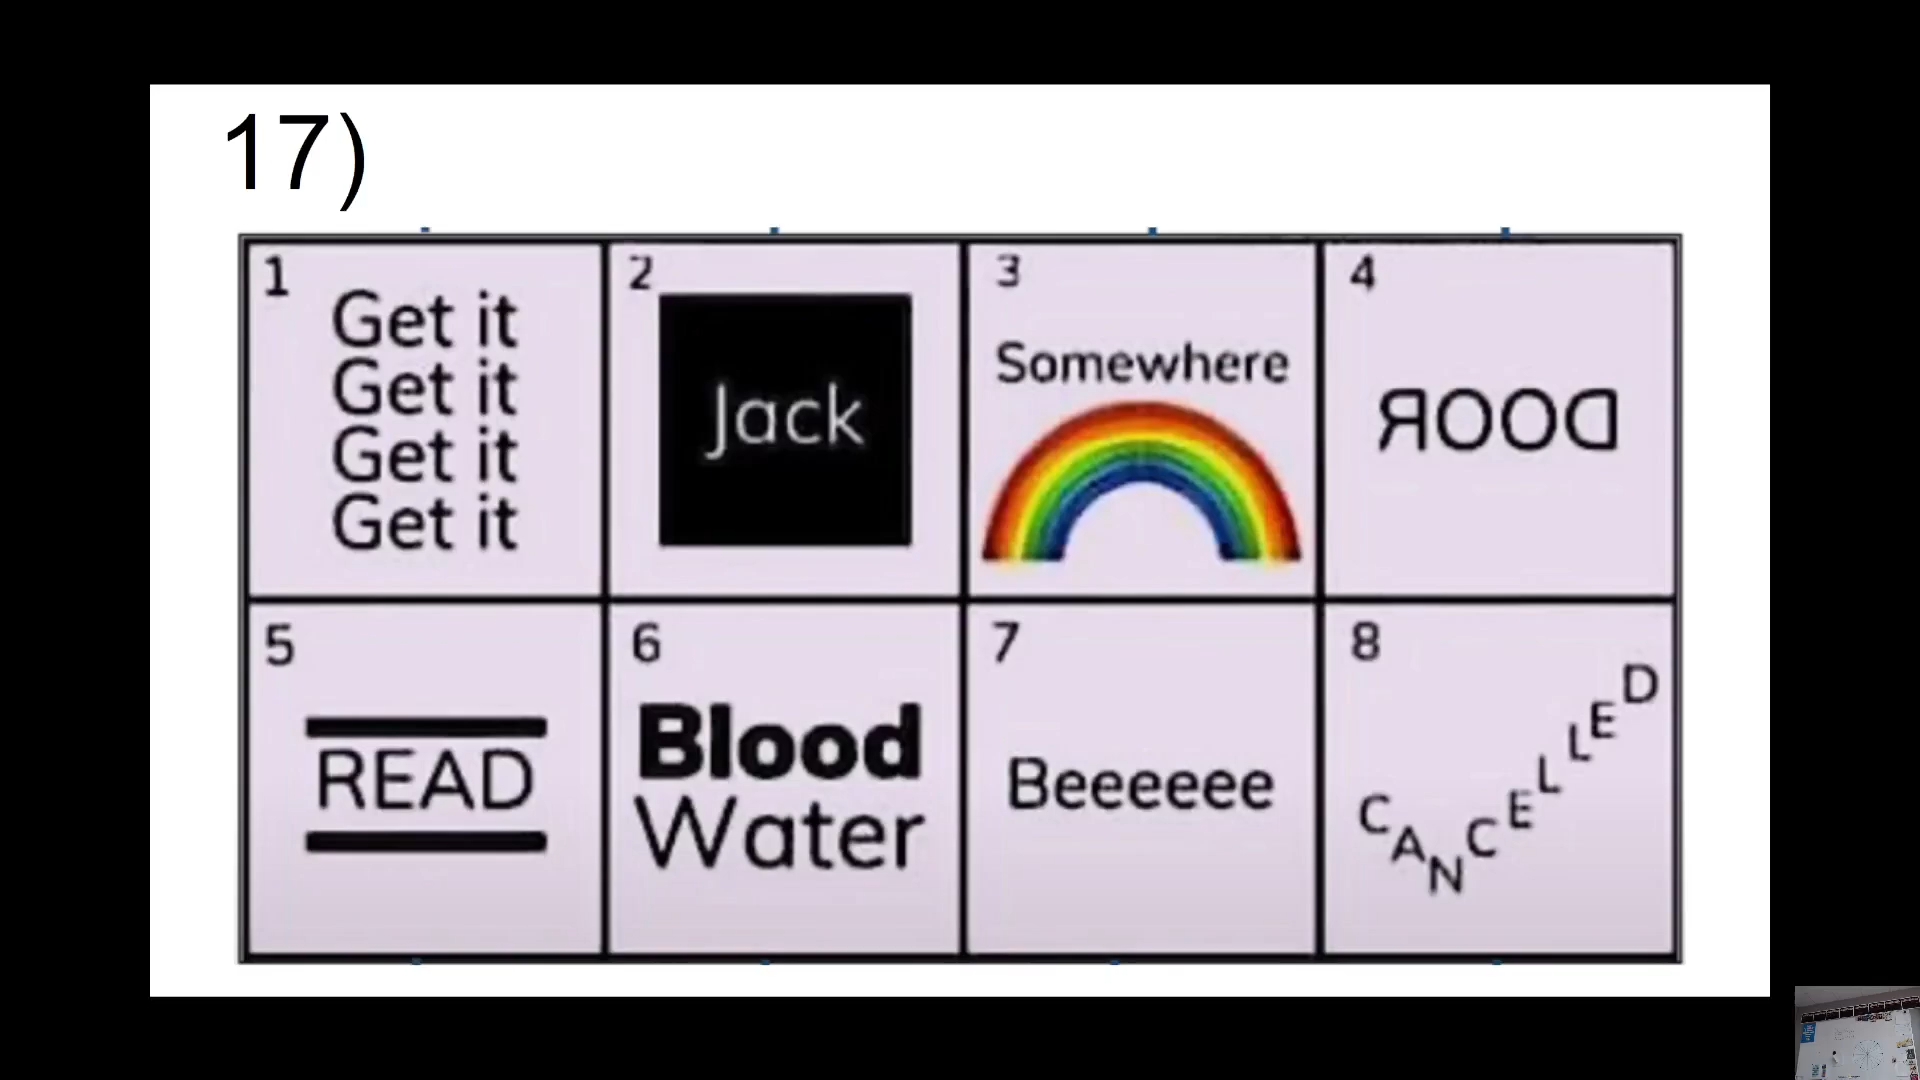 17)
1
Get it
Get it
Get it
Get it
2
Jack
3
Somewhere
4
DOOR
5
READ
6
Blood
Water
7
Beeeeee
8
CANCELLED